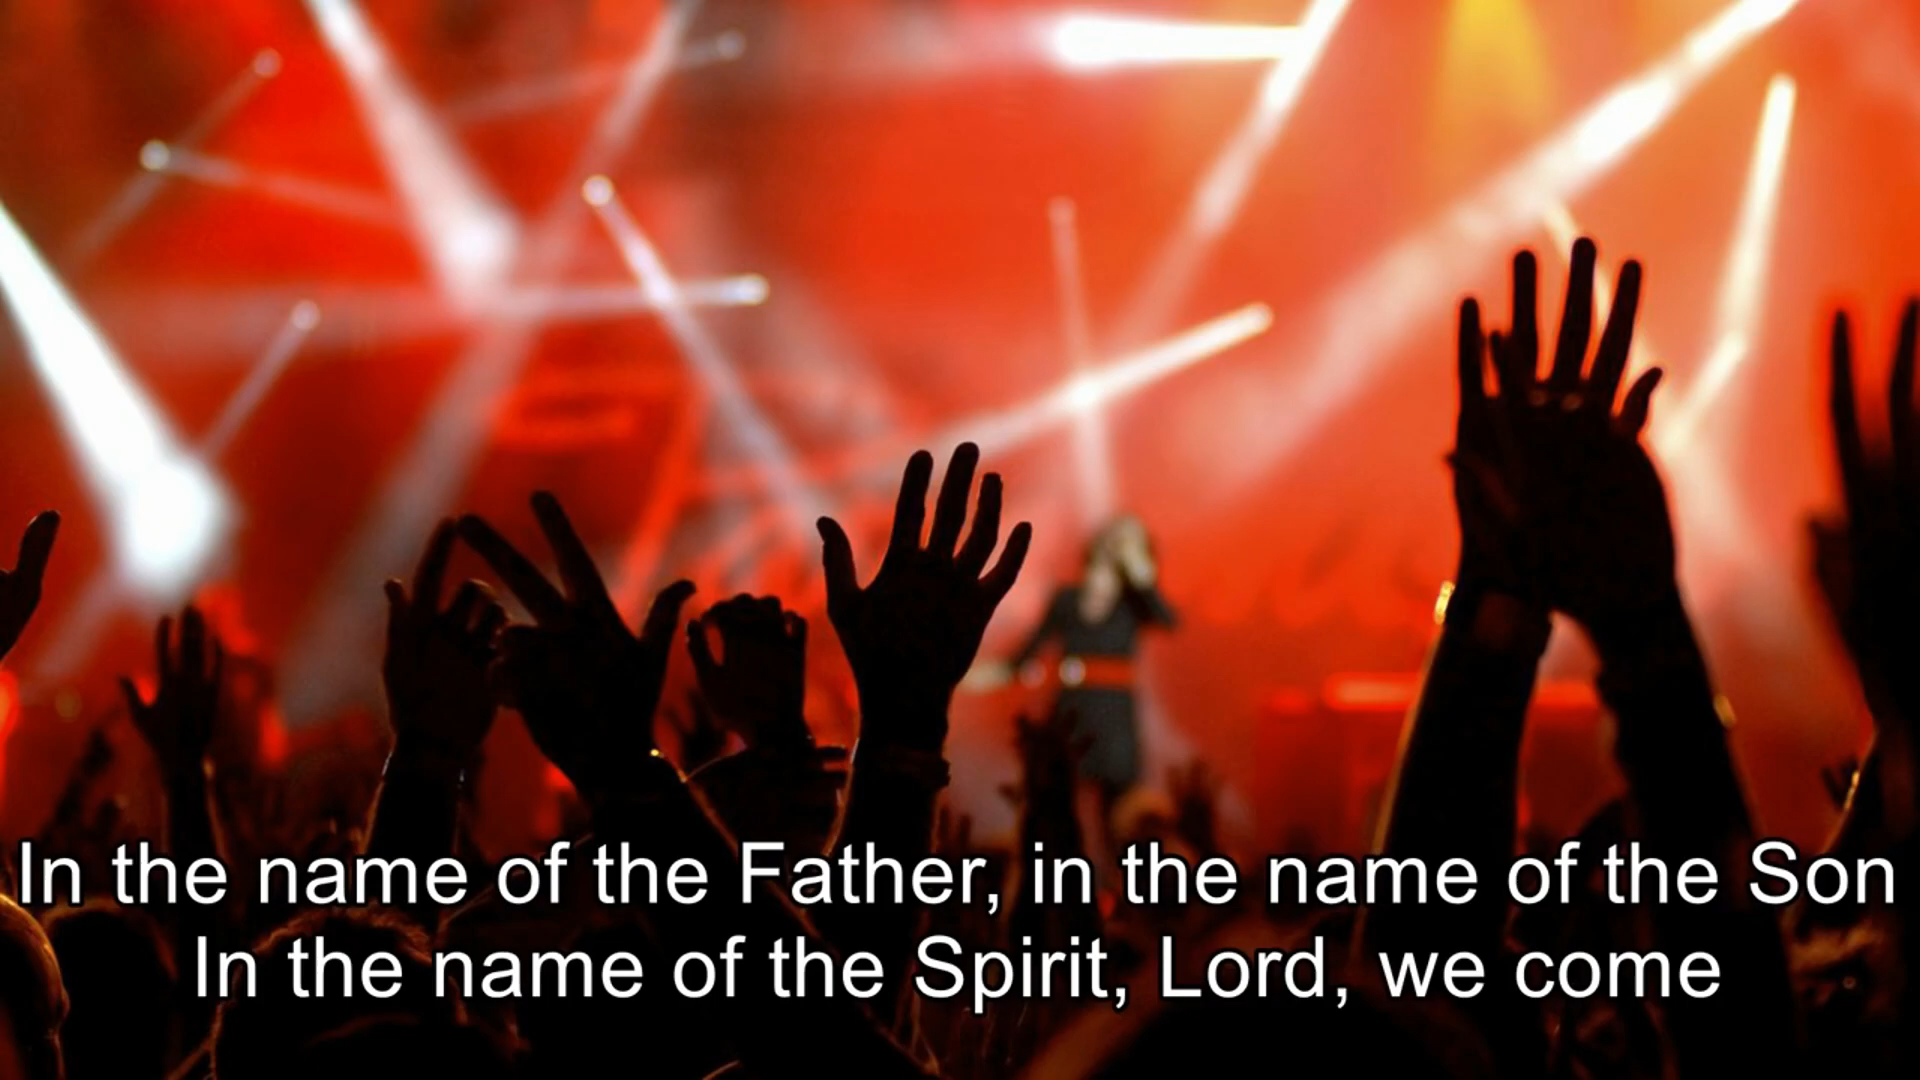 In the name of the Father, in the name of the Son
In the name of the Spirit, Lord, we come